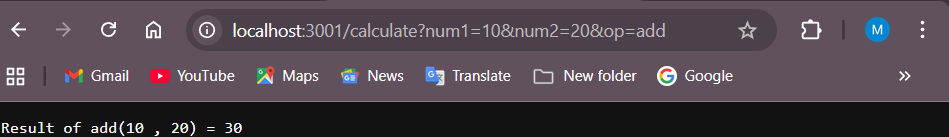 localhost:3001/calculate?num1=10&num2=20&op=add
M
Gmail YouTube Maps News Translate New folder Google
Result of add(10 , 20) = 30